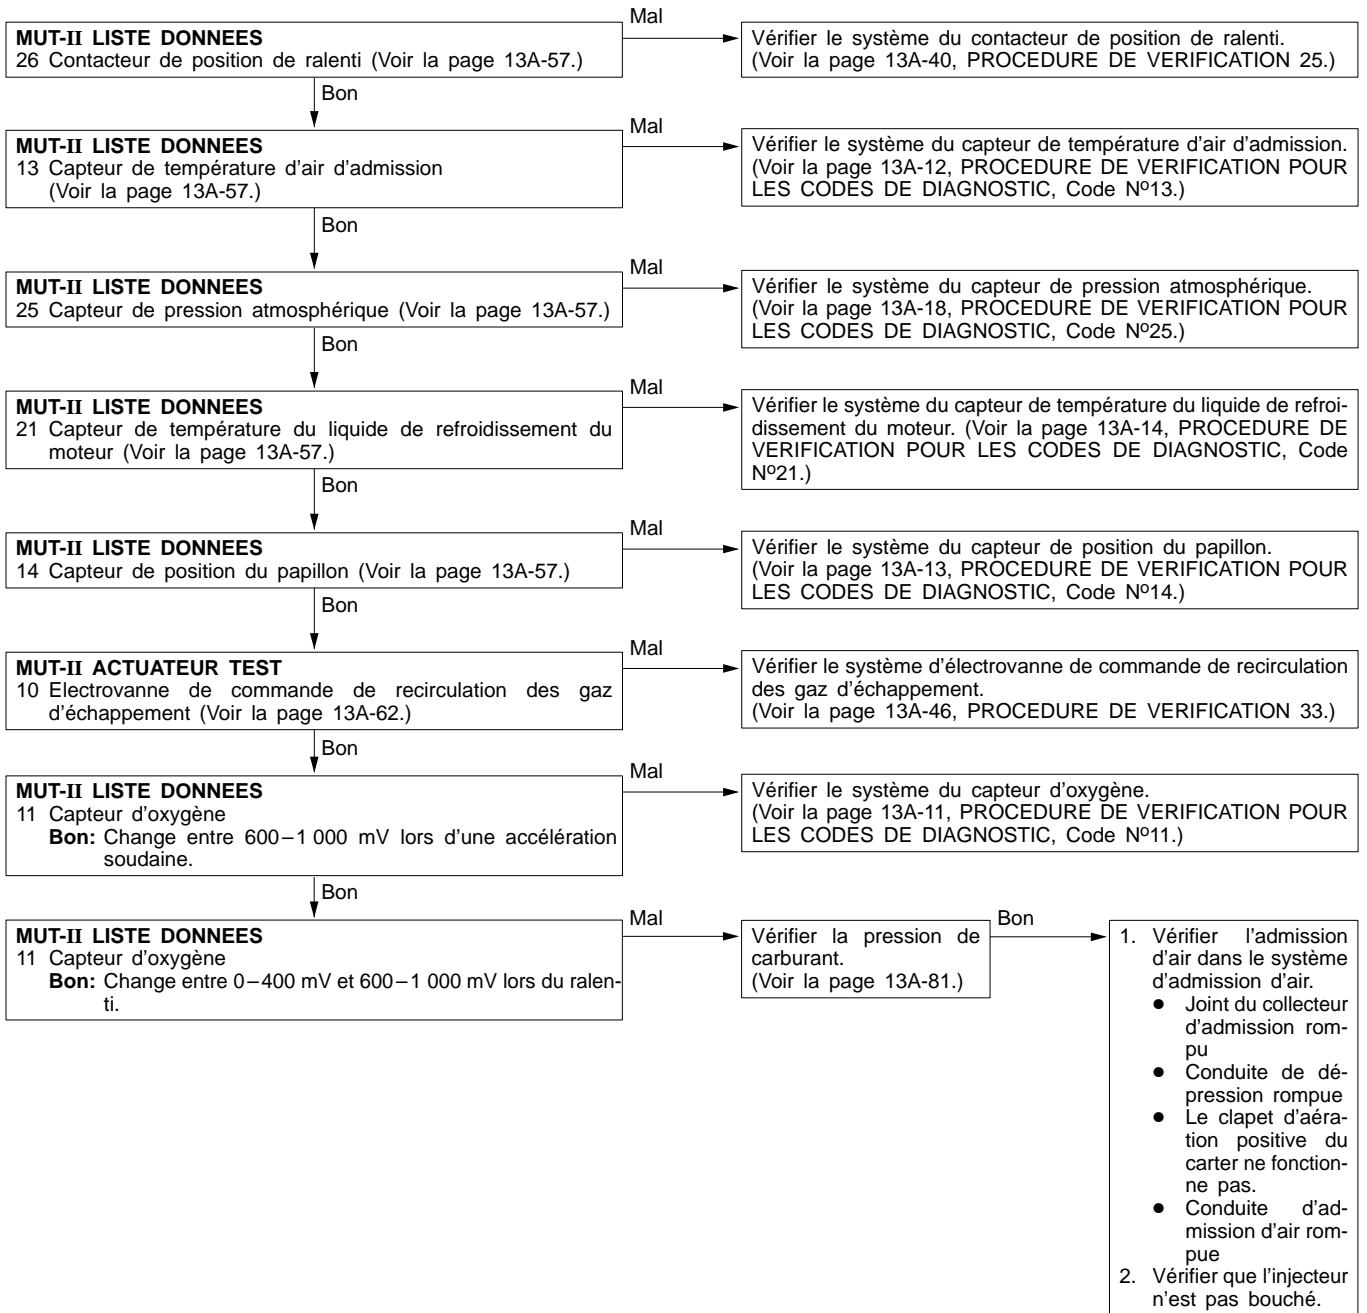 Mal
MUT-II LISTE DONNEES
26 Contacteur de position de ralenti (Voir la page 13A-57.)
Vérifier le système du contacteur de position de ralenti.
(Voir la page 13A-40, PROCEDURE DE VERIFICATION 25.)
Bon
Mal
MUT-II LISTE DONNEES
13 Capteur de température d'air d'admission
(Voir la page 13A-57.)
Vérifier le système du capteur de température d'air d'admission.
(Voir la page 13A-12, PROCEDURE DE VERIFICATION POUR
LES CODES DE DIAGNOSTIC, Code Nº13.)
Bon
Mal
MUT-II LISTE DONNEES
25 Capteur de pression atmosphérique (Voir la page 13A-57.)
Vérifier le système du capteur de pression atmosphérique.
(Voir la page 13A-18, PROCEDURE DE VERIFICATION POUR
LES CODES DE DIAGNOSTIC, Code Nº25.)
Bon
Mal
MUT-II LISTE DONNEES
21 Capteur de température du liquide de refroidissement du
moteur (Voir la page 13A-57.)
Vérifier le système du capteur de température du liquide de refroi-
dissement du moteur. (Voir la page 13A-14, PROCEDURE DE
VERIFICATION POUR LES CODES DE DIAGNOSTIC, Code
Nº21.)
Bon
Mal
MUT-II LISTE DONNEES
14 Capteur de position du papillon (Voir la page 13A-57.)
Vérifier le système du capteur de position du papillon.
(Voir la page 13A-13, PROCEDURE DE VERIFICATION POUR
LES CODES DE DIAGNOSTIC, Code Nº14.)
Bon
Mal
MUT-II ACTUATEUR TEST
10 Electrovanne de commande de recirculation des gaz
d'échappement (Voir la page 13A-62.)
Vérifier le système d'électrovanne de commande de recirculation
des gaz d'échappement.
(Voir la page 13A-46, PROCEDURE DE VERIFICATION 33.)
Bon
Mal
MUT-II LISTE DONNEES
11 Capteur d'oxygène
Bon: Change entre 600–1 000 mV lors d'une accélération
soudaine.
Vérifier le système du capteur d'oxygène.
(Voir la page 13A-11, PROCEDURE DE VERIFICATION POUR
LES CODES DE DIAGNOSTIC, Code Nº11.)
Bon
Mal
MUT-II LISTE DONNEES
11 Capteur d'oxygène
Bon: Change entre 0–400 mV et 600–1 000 mV lors du ralen-
ti.
Vérifier la pression de
carburant.
(Voir la page 13A-81.)
Bon
1. Vérifier l'admission
d'air dans le système
d'admission d'air.
● Joint du collecteur
d'admission rom-
pu
● Conduite de dé-
pression rompue
● Le clapet d'aéra-
tion positive du
carter ne fonction-
ne pas.
● Conduite d'ad-
mission d'air rom-
pue
2. Vérifier que l'injecteur
n'est pas bouché.